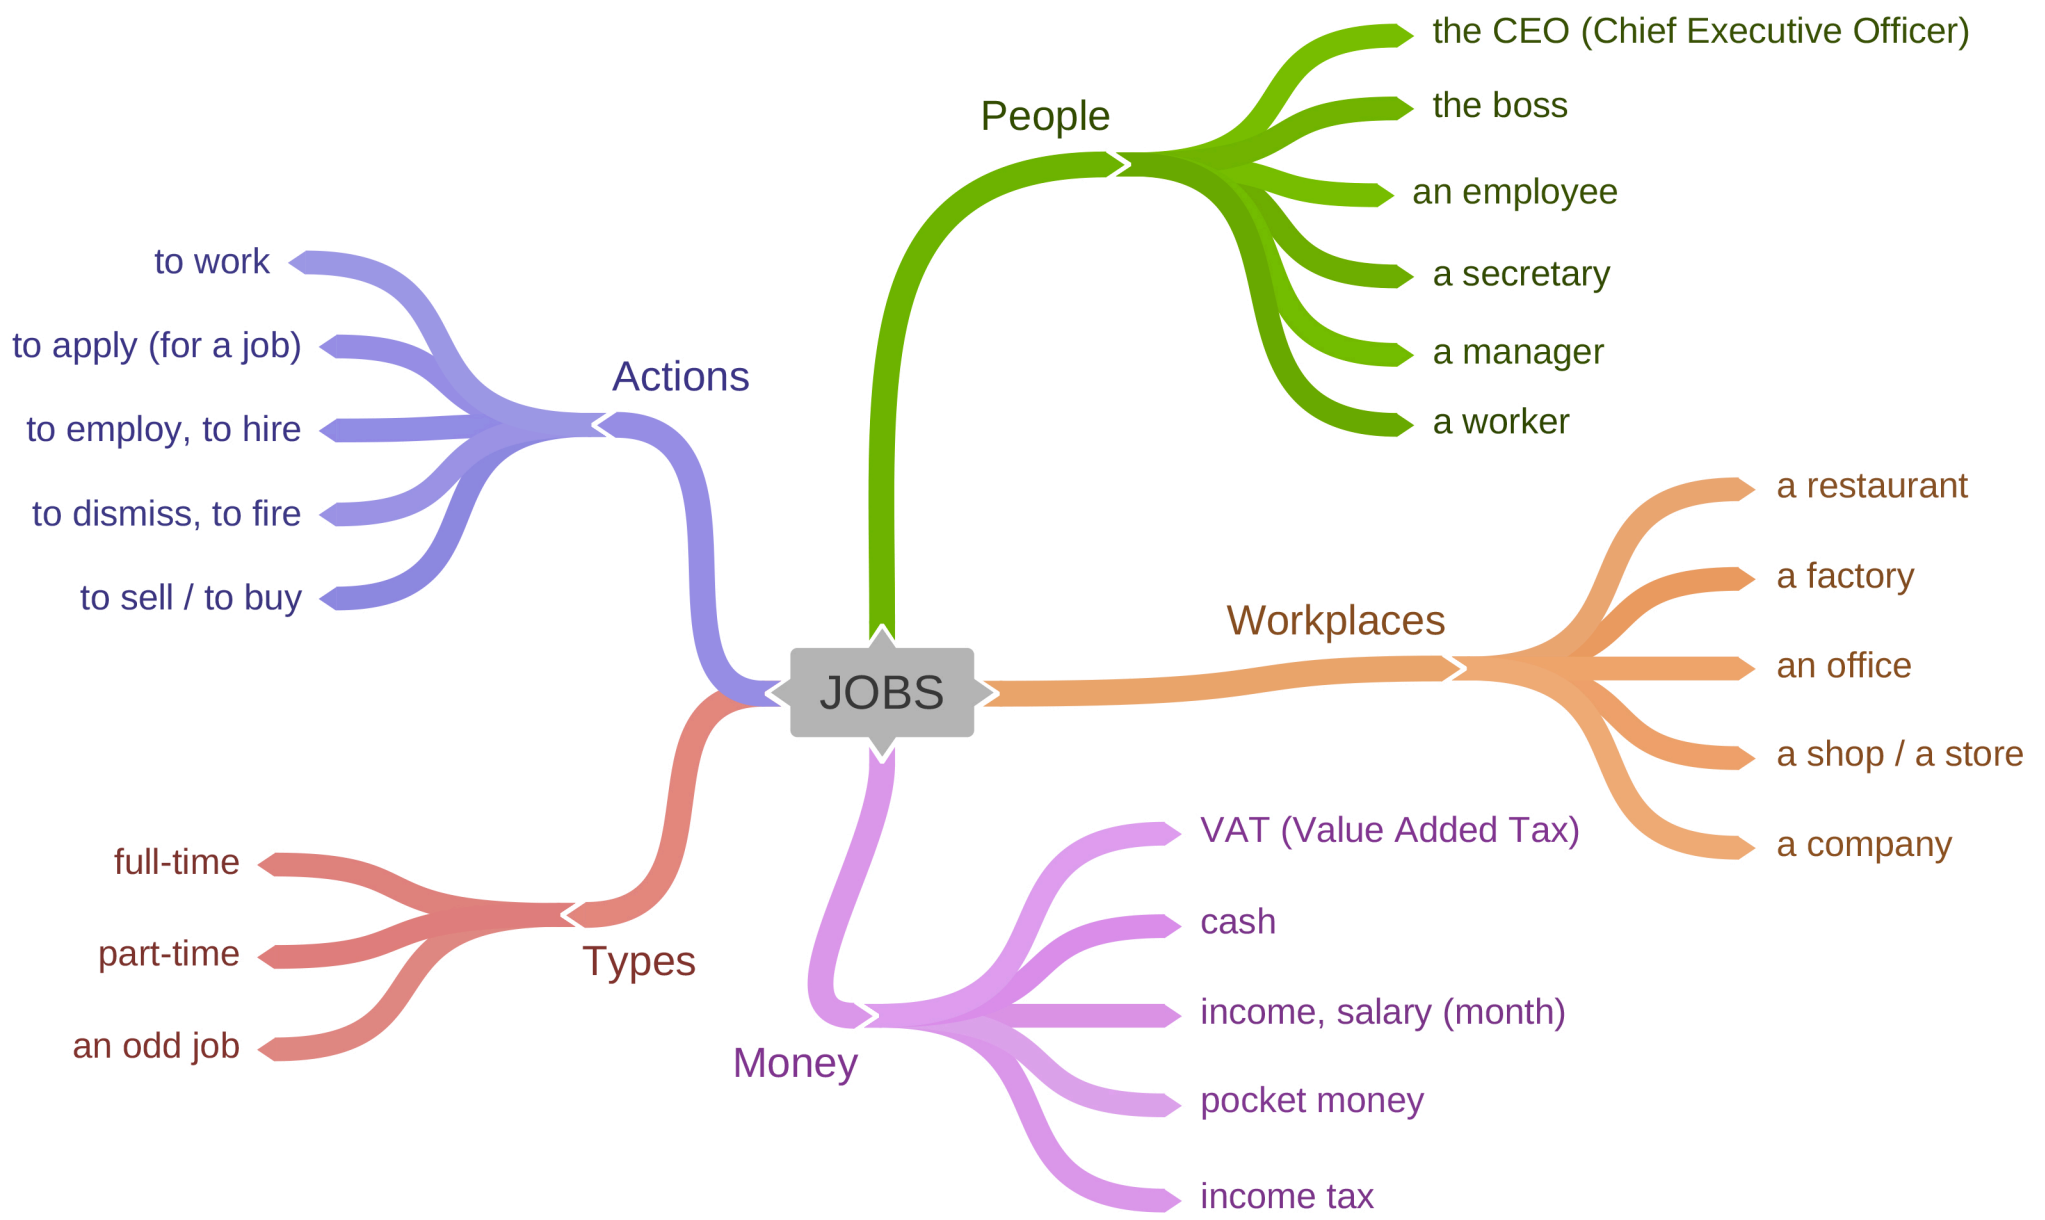 JOBS
People
the CEO (Chief Executive Officer)
the boss
an employee
a secretary
a manager
a worker
Workplaces
a restaurant
a factory
an office
a shop / a store
a company
Money
VAT (Value Added Tax)
cash
income, salary (month)
pocket money
income tax
Types
full-time
part-time
an odd job
Actions
to work
to apply (for a job)
to employ, to hire
to dismiss, to fire
to sell / to buy